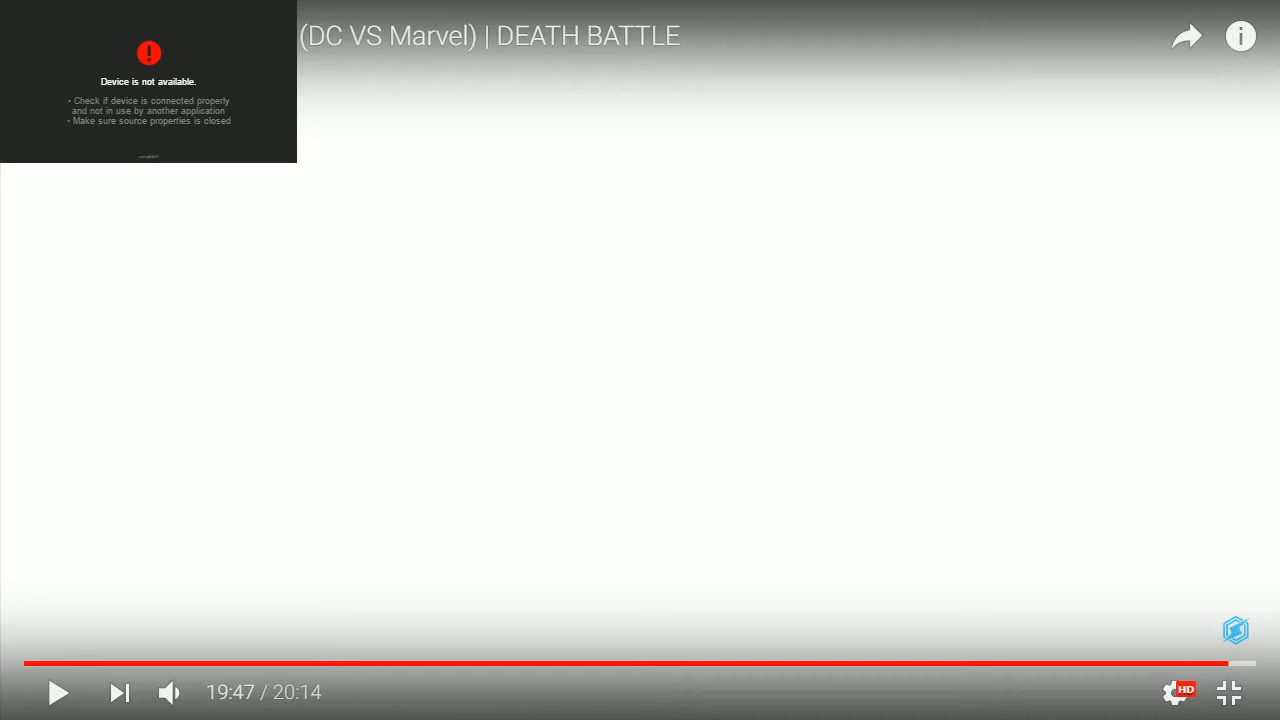 (DC VS Marvel) | DEATH BATTLE
Device is not available.
• Check if device is connected properly
and not in use by another application
• Make sure source properties is closed
19:47 / 20:14
HD